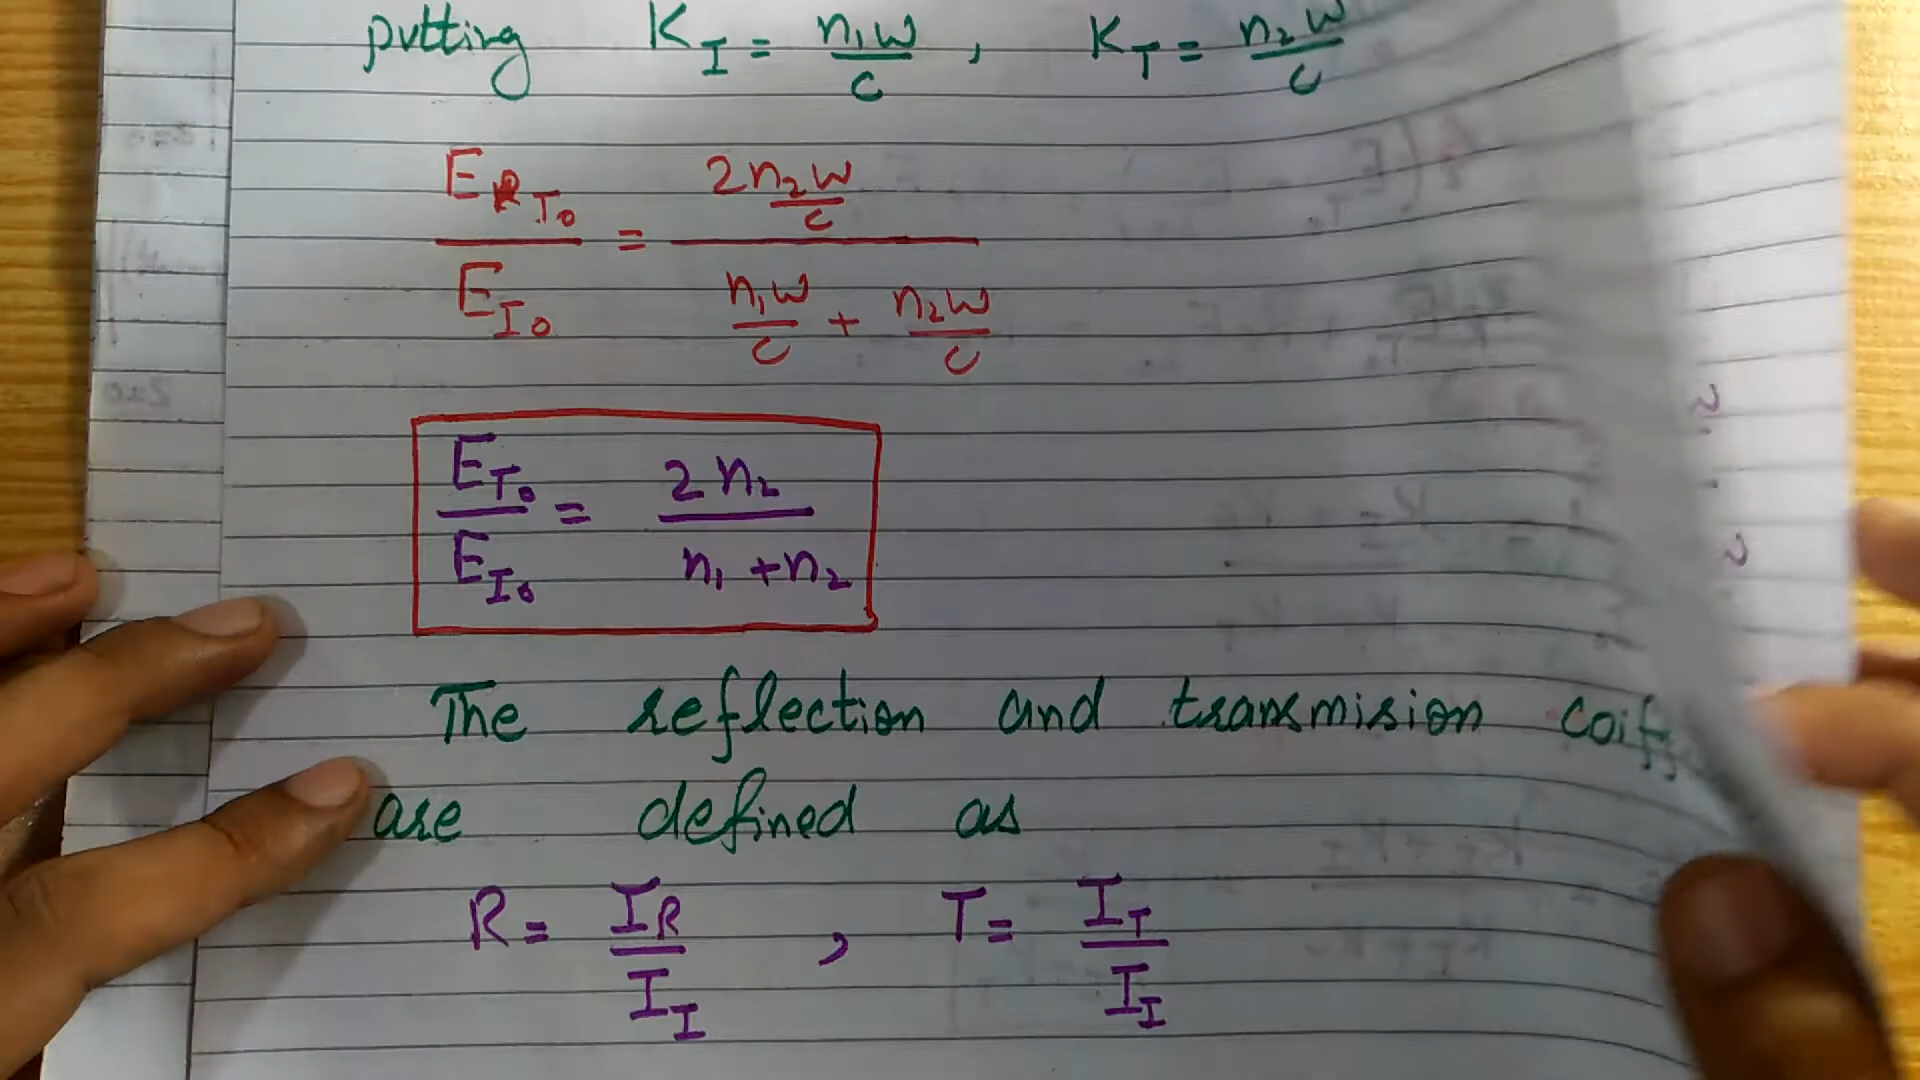 putting K_I = n₁w/c , K_T = n₂w/c
E_T₀/E_I₀ = (2n₂w/c)/(n₁w/c + n₂w/c)
E_T₀/E_I₀ = 2n₂/(n₁ + n₂)
The reflection and transmision
are defined as
R = I_R/I_I , T = I_T/I_I